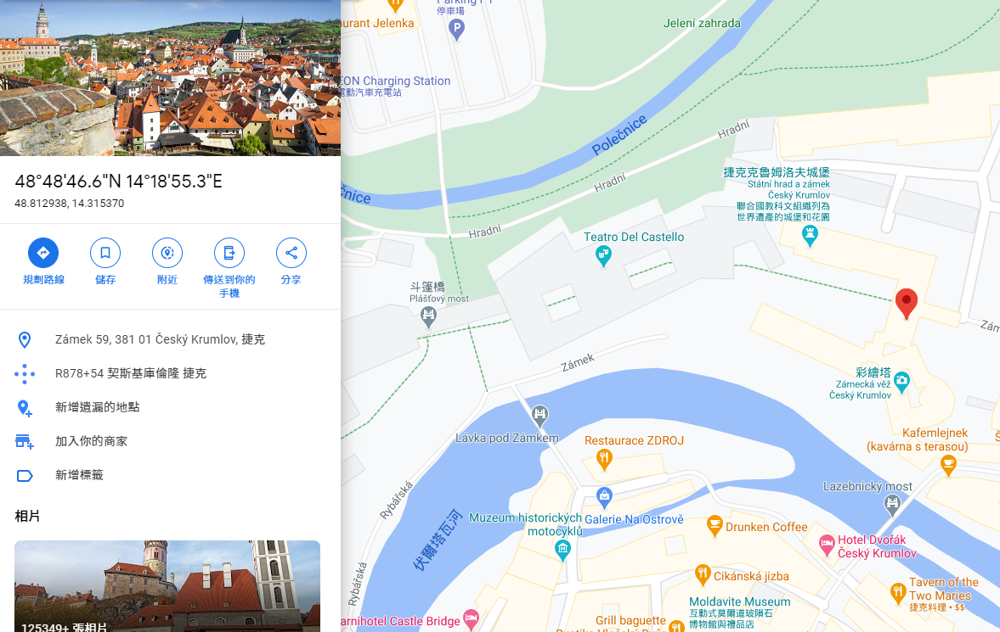 48°48'46.6"N 14°18'55.3"E
48.812938, 14.315370
規劃路線
儲存
附近
傳送到你的
手機
分享
Zámek 59, 381 01 Český Krumlov, 捷克
R878+54 契斯基庫倫隆 捷克
新增遺漏的地點
加入你的商家
新增標籤
相片
125349+ 張相片
停車場
P
Jelenka
Jelení zahrada
EON Charging Station
電動汽車充電站
Polečnice
Hradní
Hradní
Hradní
捷克克魯姆洛夫城堡
Státní hrad a zámek
Český Krumlov
聯合國教科文組織列為
世界遺產的城堡和花園
Teatro Del Castello
斗篷橋
Plášťový most
Zámek
彩繪塔
Zámecká věž
Český Krumlov
Lávka pod Zámkem
Restaurace ZDROJ
Kafemlejnek
(kavárna s terasou)
Lazebnický most
Rybářská
伏爾塔瓦河
Muzeum historických
motocyklů
Galerie Na Ostrově
Drunken Coffee
Hotel Dvořák
Český Krumlov
Rybářská
Cikánská jizba
Tavern of the
Two Maries
捷克料理 • $$
Moldavite Museum
互動式莫爾道玻隕石
博物館與禮品店
Castle Bridge
Grill baguette